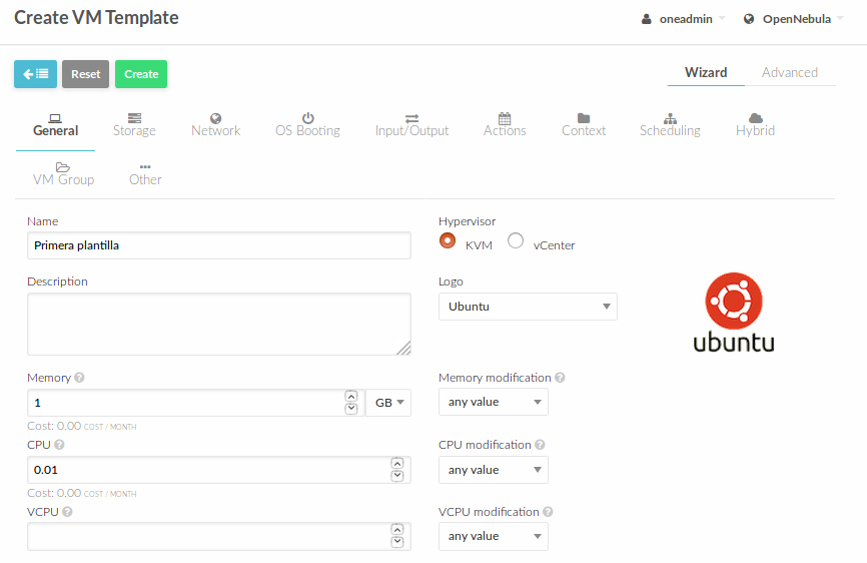 Create VM Template
oneadmin OpenNebula
Reset Create Wizard Advanced
General Storage Network OS Booting Input/Output Actions Context Scheduling Hybrid
VM Group Other
Name Hypervisor
Primera plantilla KVM vCenter
Description Logo
Ubuntu
ubuntu
Memory ? Memory modification ?
1 GB any value
Cost: 0.00 COST / MONTH
CPU ? CPU modification ?
0.01 any value
Cost: 0.00 COST / MONTH
VCPU ? VCPU modification ?
any value